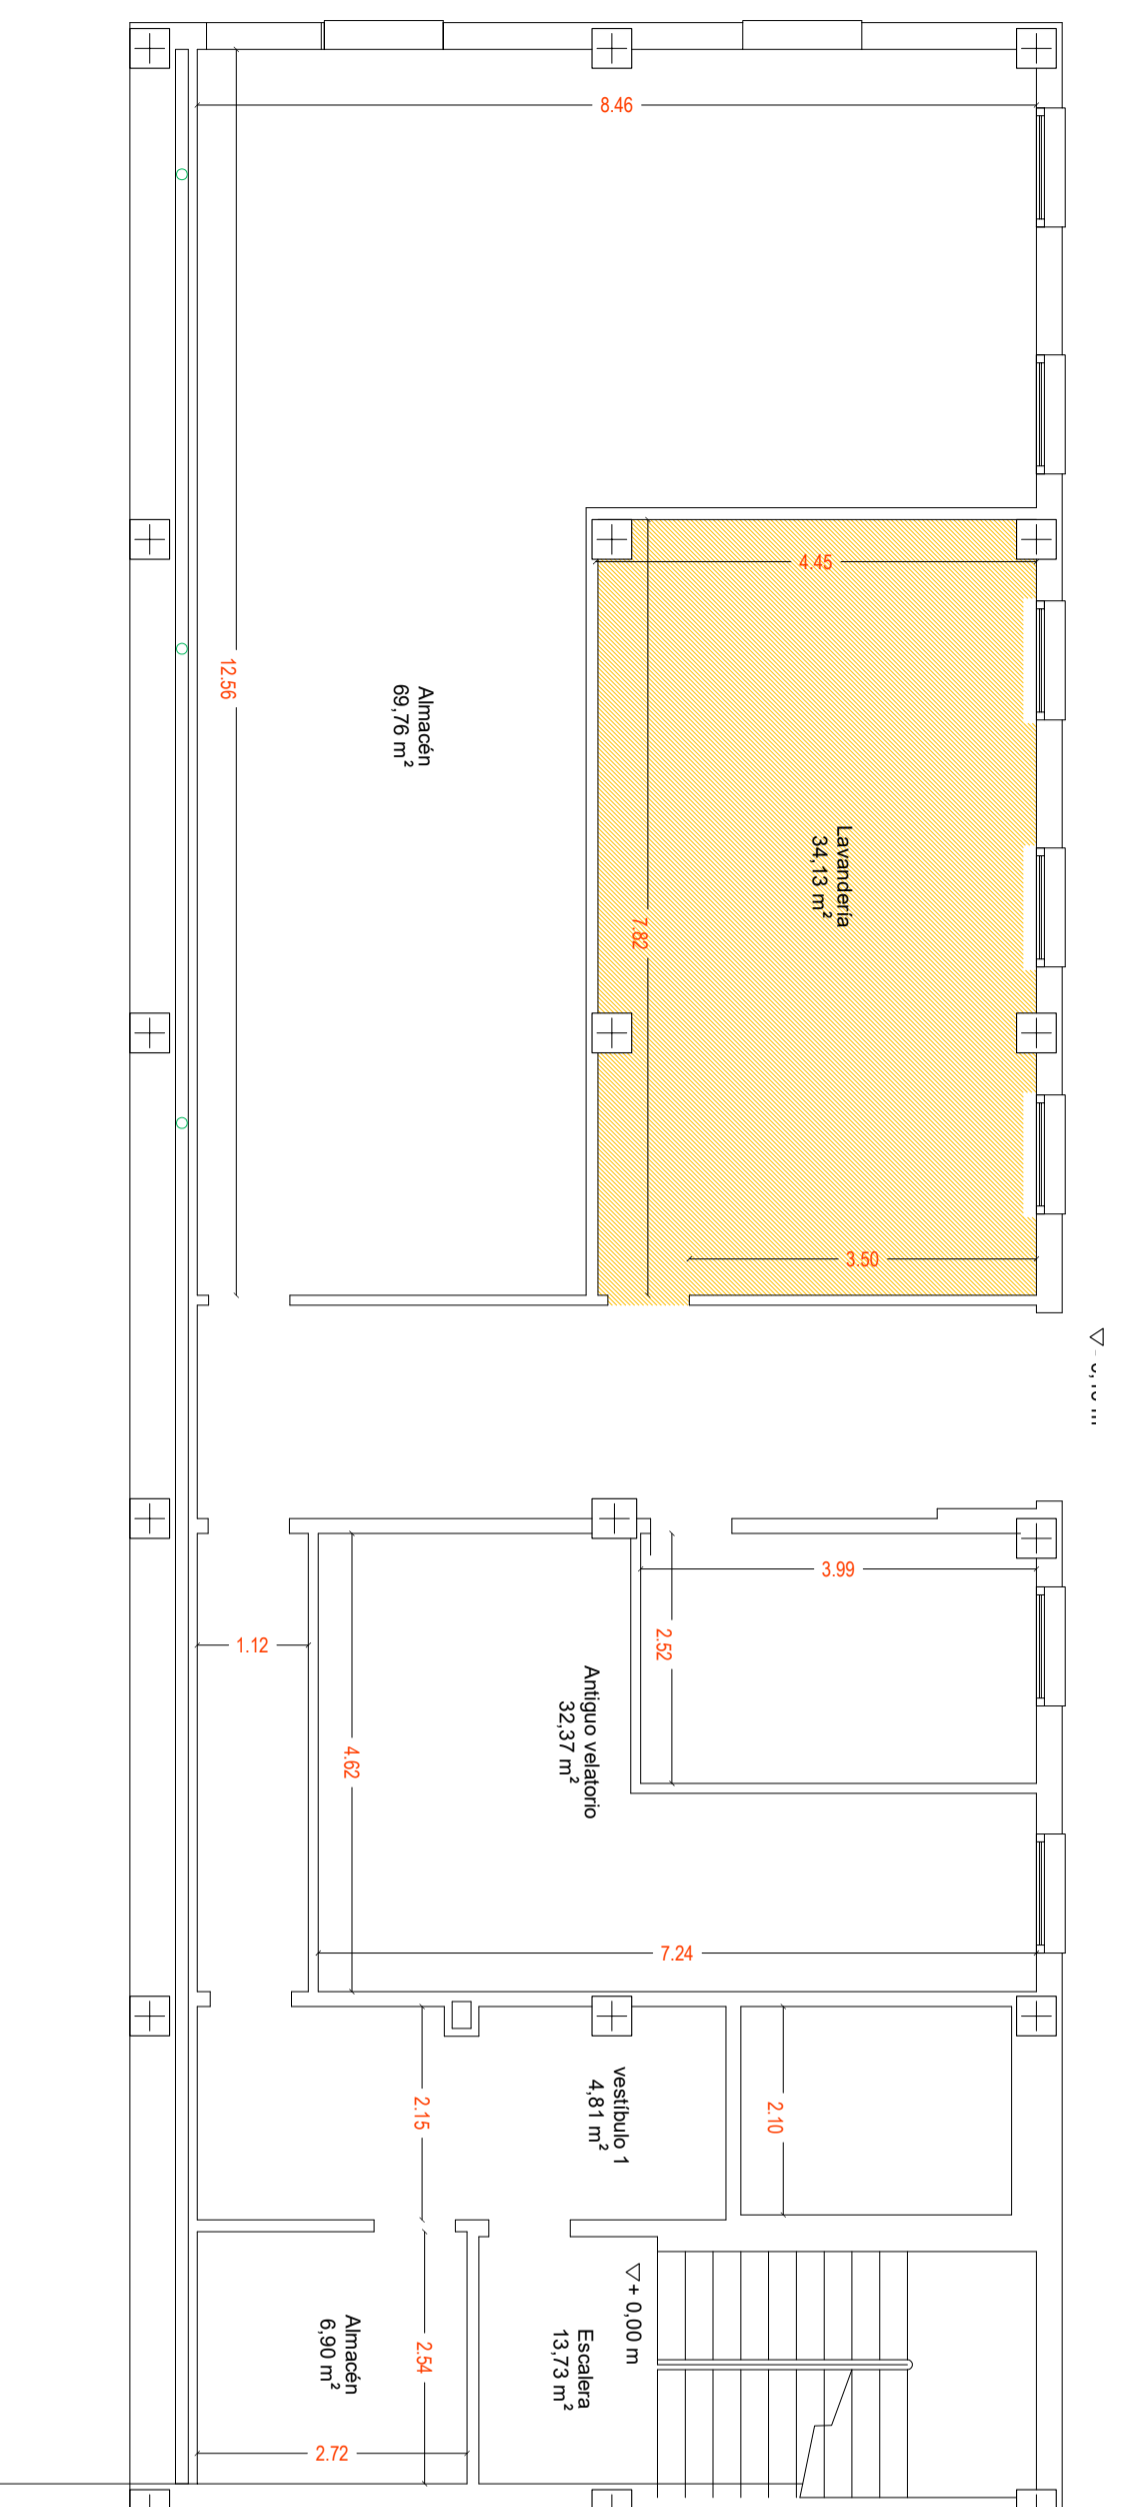 8.46
4.45
12.56
Almacén
69,76 m²
Lavandería
34,13 m²
7.82
3.50
3.99
2.52
1.12
Antiguo velatorio
32,37 m²
4.62
7.24
vestíbulo 1
4,81 m²
2.15
2.10
+ 0,00 m
Almacén
6,90 m²
2.54
Escalera
13,73 m²
2.72